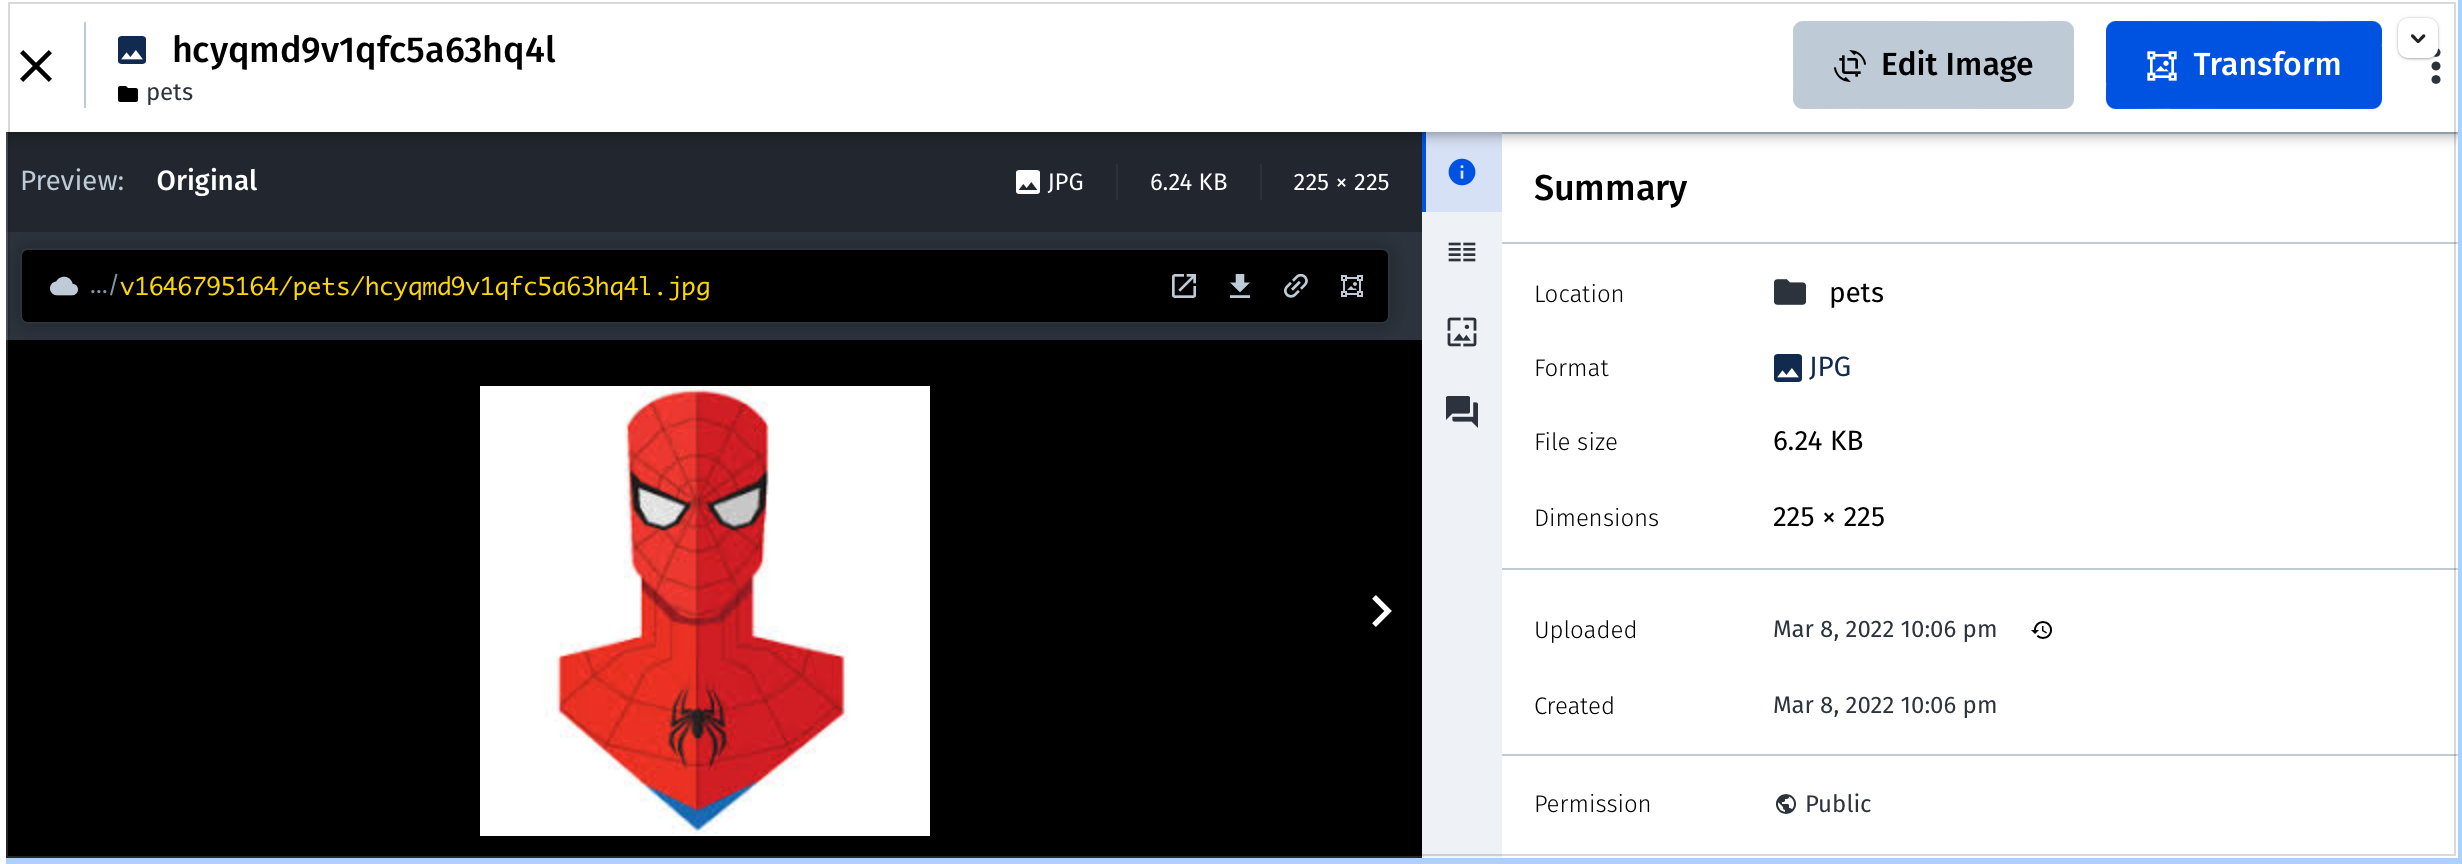 hcyqmd9v1qfc5a63hq4l
pets
Edit Image
Transform
Preview: Original
JPG
6.24 KB
225 × 225
.../v1646795164/pets/hcyqmd9v1qfc5a63hq4l.jpg
Summary
Location pets
Format JPG
File size 6.24 KB
Dimensions 225 × 225
Uploaded Mar 8, 2022 10:06 pm
Created Mar 8, 2022 10:06 pm
Permission Public